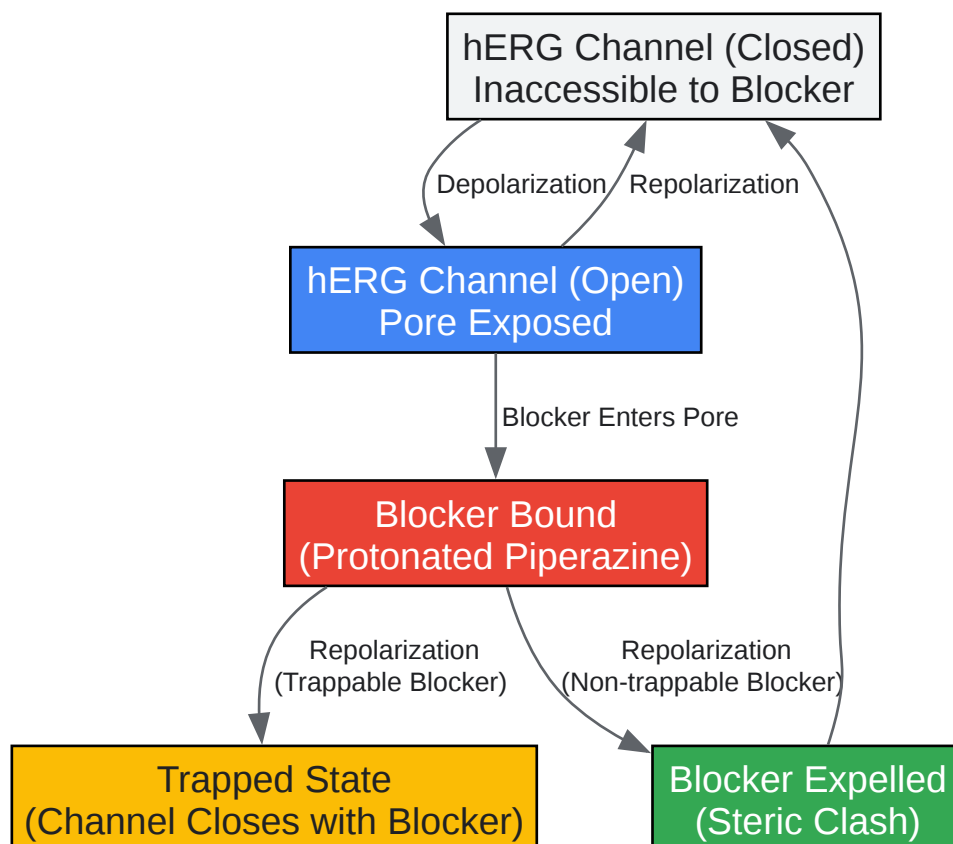 hERG Channel (Closed)
Inaccessible to Blocker
Depolarization
Repolarization
hERG Channel (Open)
Pore Exposed
Blocker Enters Pore
Blocker Bound
(Protonated Piperazine)
Repolarization
(Trappable Blocker)
Repolarization
(Non-trappable Blocker)
Trapped State
(Channel Closes with Blocker)
Blocker Expelled
(Steric Clash)